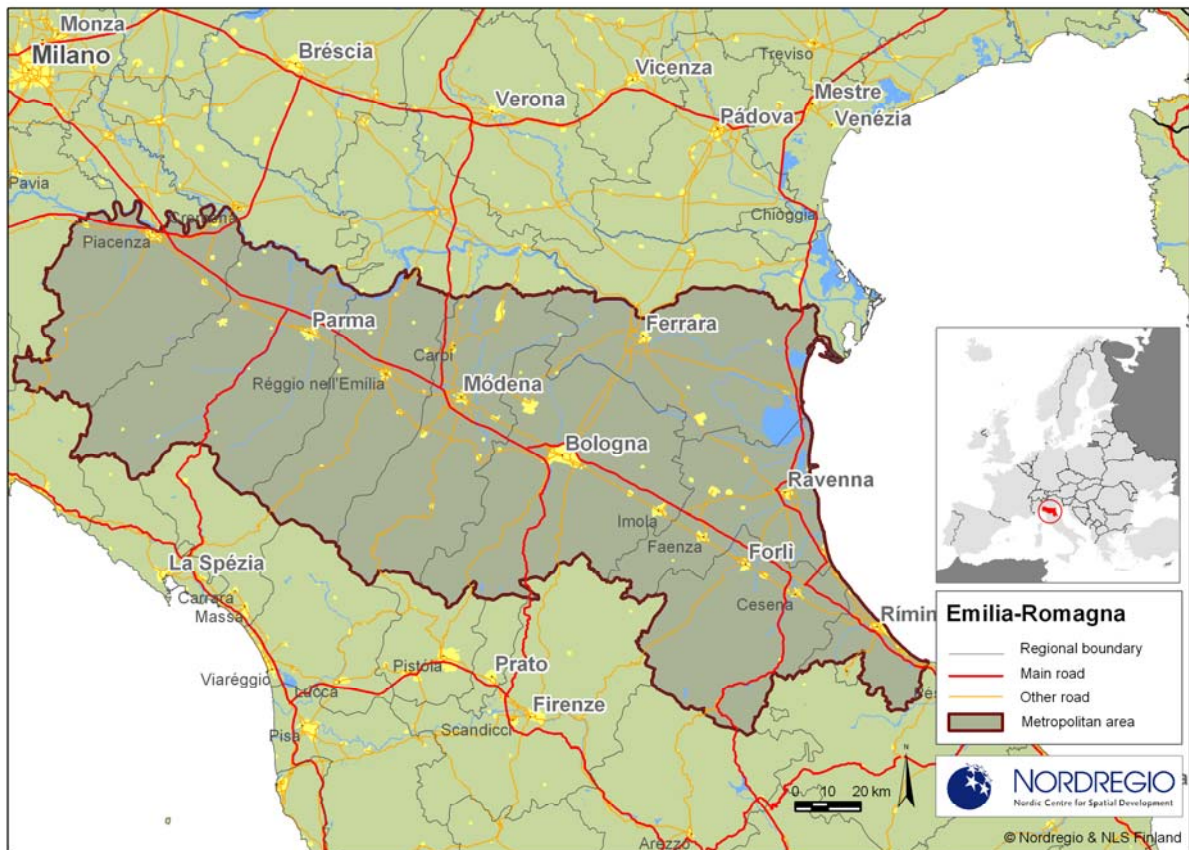 Monza
Milano
Bréscia
Vicenza
Treviso
Verona
Mestre
Pádova
Venézia
Pavia
Cremona
Chiòggia
Piacenza
Parma
Ferrara
Carpi
Réggio nell'Emilia
Módena
Bologna
Ravenna
Imola
Faenza
Forlì
La Spézia
Carrara
Massa
Cesena
Viaréggio
Pistóia
Prato
Lucca
Firenze
Scandicci
Pisa
Arezzo
N
0 10 20 km
Emilia-Romagna
Regional boundary
Main road
Other road
Metropolitan area
NORDREGIO
Nordic Centre for Spatial Development
© Nordregio & NLS Finland